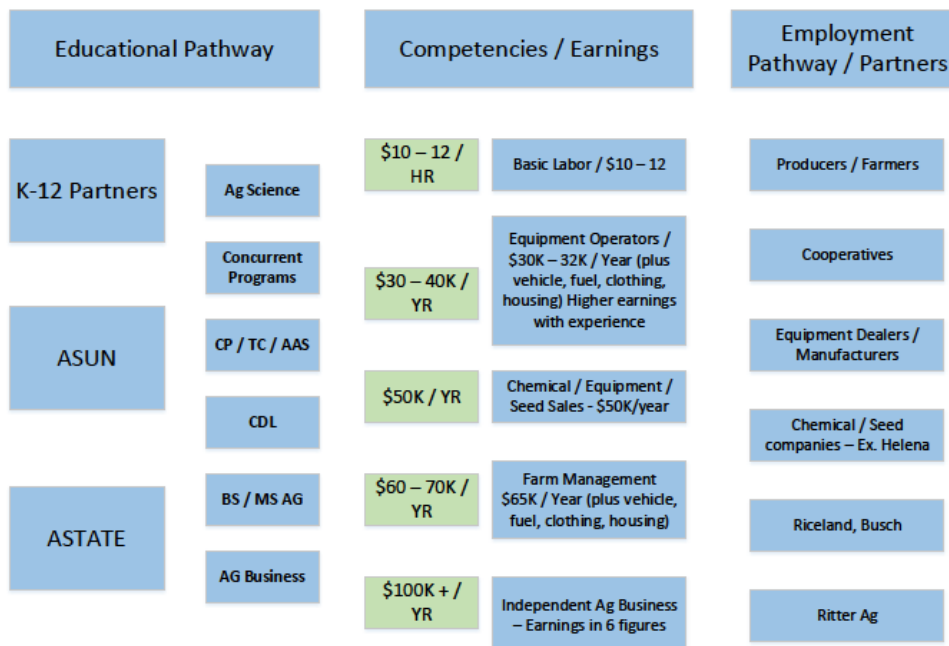 Educational Pathway
Competencies / Earnings
Employment
Pathway / Partners
K-12 Partners
ASUN
ASTATE
Ag Science
Concurrent
Programs
CP / TC / AAS
CDL
BS / MS AG
AG Business
$10 – 12 /
HR
Basic Labor / $10 – 12
$30 – 40K /
YR
Equipment Operators /
$30K – 32K / Year (plus
vehicle, fuel, clothing,
housing) Higher earnings
with experience
$50K / YR
Chemical / Equipment /
Seed Sales - $50K/year
$60 – 70K /
YR
Farm Management
$65K / Year (plus vehicle,
fuel, clothing, housing)
$100K + /
YR
Independent Ag Business
– Earnings in 6 figures
Producers / Farmers
Cooperatives
Equipment Dealers /
Manufacturers
Chemical / Seed
companies – Ex. Helena
Riceland, Busch
Ritter Ag